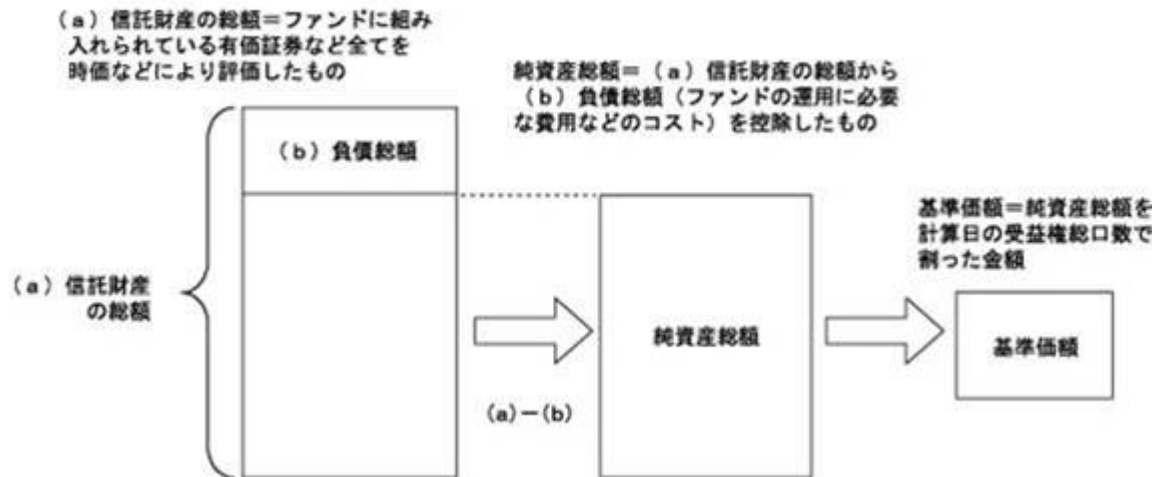 (a)信託財産の総額=ファンドに組み
入れられている有価証券など全てを
時価などにより評価したもの
純資産総額=(a)信託財産の総額から
(b)負債総額(ファンドの運用に必要
な費用などのコスト)を控除したもの
(b)負債総額
基準価額=純資産総額を
計算日の受益権総口数で
割った金額
(a)信託財産
の総額
純資産総額
基準価額
(a)-(b)